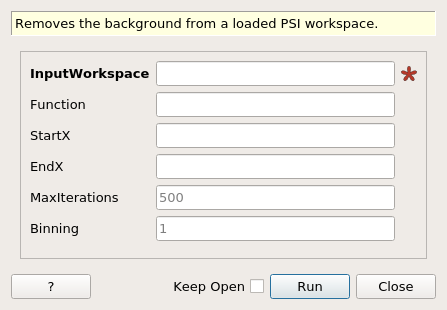 Removes the background from a loaded PSI workspace.
InputWorkspace
Function
StartX
EndX
MaxIterations 500
Binning 1
? Keep Open Run Close